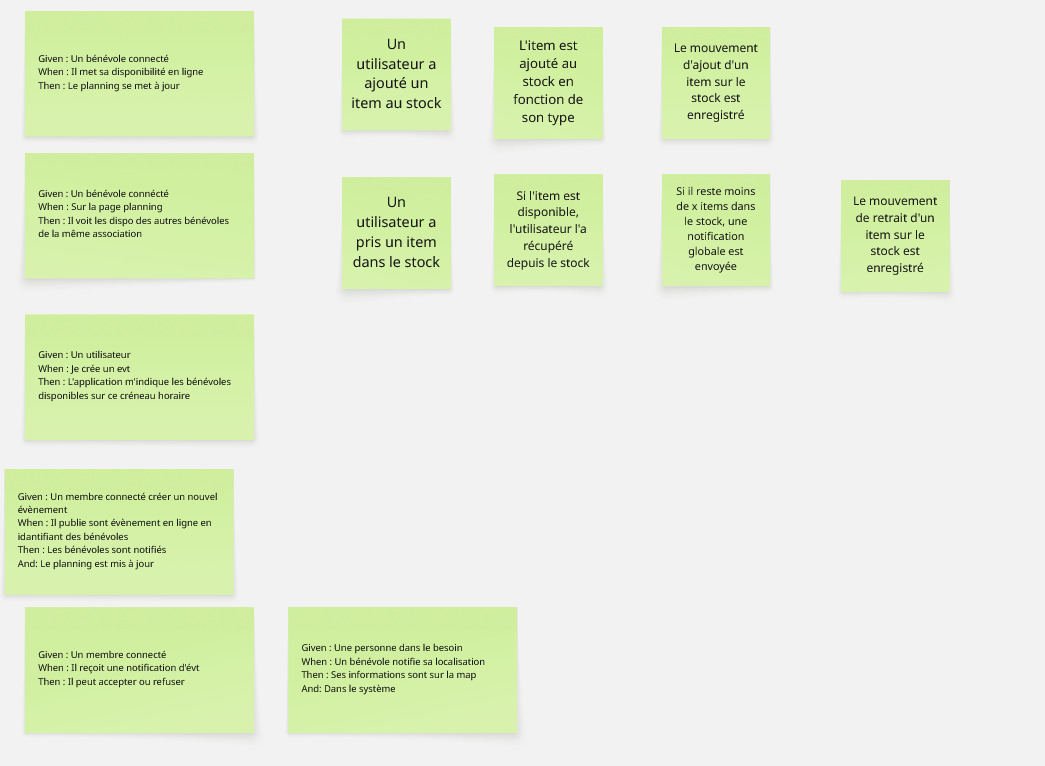 Given : Un bénévole connecté
When : Il met sa disponibilité en ligne
Then : Le planning se met à jour
Un
utilisateur a
ajouté un
item au stock
L'item est
ajouté au
stock en
fonction de
son type
Le mouvement
d'ajout d'un
item sur le
stock est
enregistré
Given : Un bénévole connécté
When : Sur la page planning
Then : Il voit les dispo des autres bénévoles
de la même association
Un
utilisateur a
pris un item
dans le stock
Si l'item est
disponible,
l'utilisateur l'a
récupéré
depuis le stock
Si il reste moins
de x items dans
le stock, une
notification
globale est
envoyée
Le mouvement
de retrait d'un
item sur le
stock est
enregistré
Given : Un utilisateur
When : Je crée un evt
Then : L'application m'indique les bénévoles
disponibles sur ce créneau horaire
Given : Un membre connecté créer un nouvel
évènement
When : Il publie sont évènement en ligne en
idantifiant des bénévoles
Then : Les bénévoles sont notifiés
And: Le planning est mis à jour
Given : Un membre connecté
When : Il reçoit une notification d'évt
Then : Il peut accepter ou refuser
Given : Une personne dans le besoin
When : Un bénévole notifie sa localisation
Then : Ses informations sont sur la map
And: Dans le système